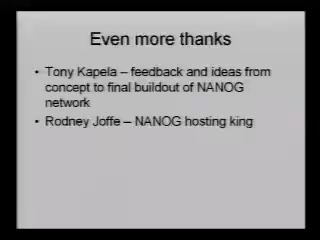 Even more thanks
• Tony Kapela – feedback and ideas from
concept to final buildout of NANOG
network
• Rodney Joffe – NANOG hosting king